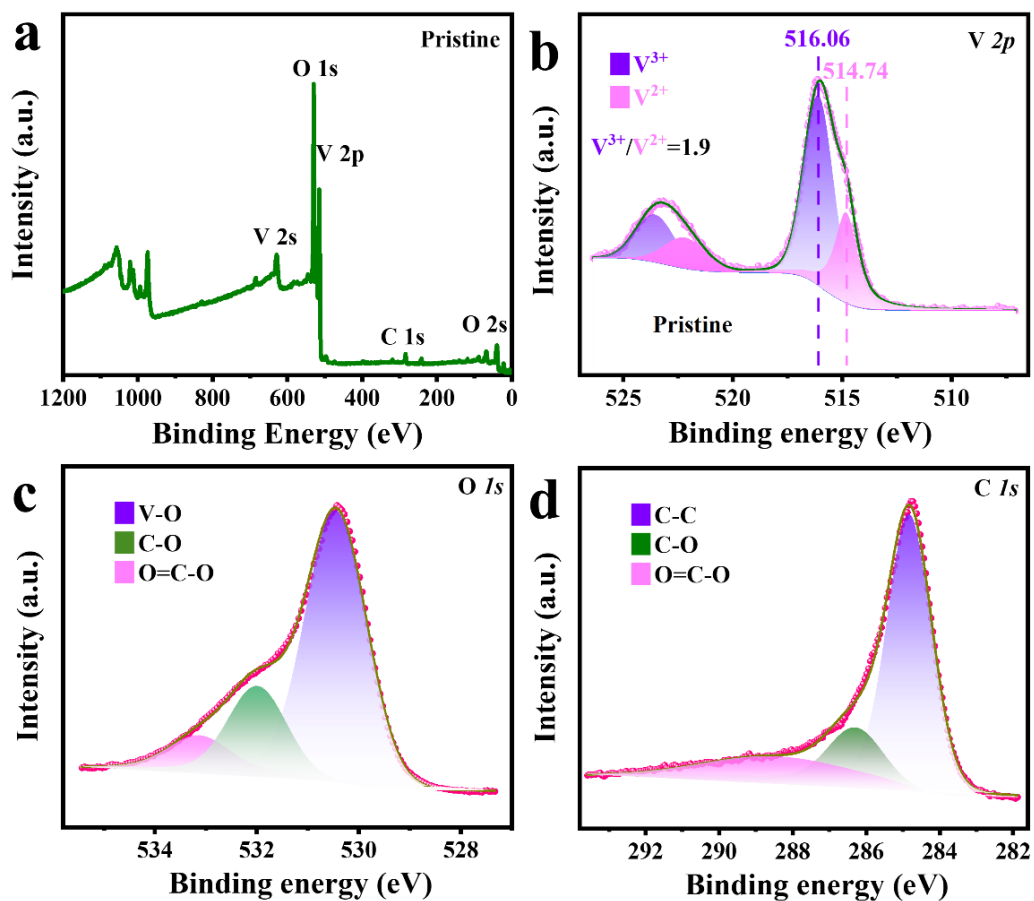 a
Pristine
O 1s
V 2p
V 2s
C 1s
O 2s
Intensity (a.u.)
1200 1000 800 600 400 200 0
Binding Energy (eV)
b
V 2p
516.06
514.74
V³⁺
V²⁺
V³⁺/V²⁺=1.9
Pristine
Intensity (a.u.)
525 520 515 510
Binding energy (eV)
c
O 1s
V-O
C-O
O=C-O
Intensity (a.u.)
534 532 530 528
Binding energy (eV)
d
C 1s
C-C
C-O
O=C-O
Intensity (a.u.)
292 290 288 286 284 282
Binding energy (eV)